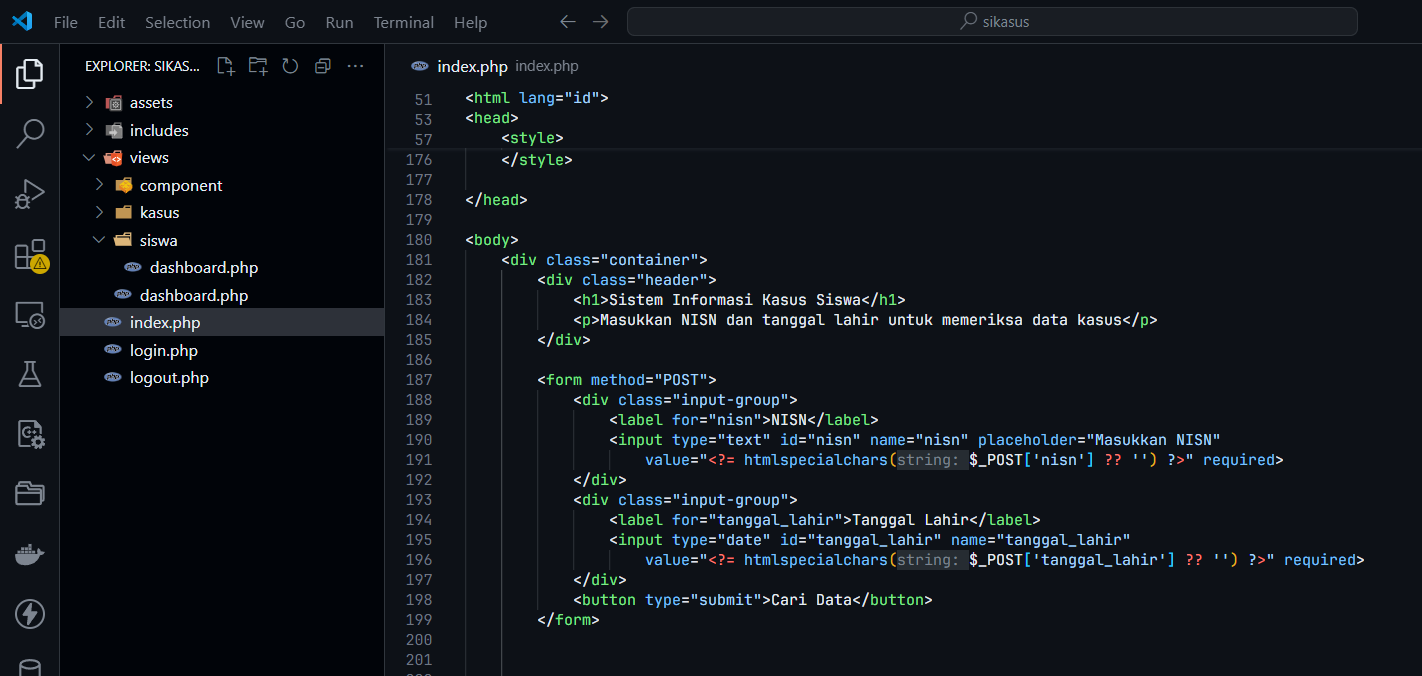 File Edit Selection View Go Run Terminal Help
sikasus
EXPLORER: SIKAS...
assets
includes
views
component
kasus
siswa
dashboard.php
dashboard.php
index.php
login.php
logout.php
index.php index.php
51 <html lang="id">
53 <head>
57 <style>
176 </style>
177
178 </head>
179
180 <body>
181 <div class="container">
182 <div class="header">
183 <h1>Sistem Informasi Kasus Siswa</h1>
184 <p>Masukkan NISN dan tanggal lahir untuk memeriksa data kasus</p>
185 </div>
186
187 <form method="POST">
188 <div class="input-group">
189 <label for="nisn">NISN</label>
190 <input type="text" id="nisn" name="nisn" placeholder="Masukkan NISN"
191 value="<?= htmlspecialchars(string: $_POST['nisn'] ?? '') ?>" required>
192 </div>
193 <div class="input-group">
194 <label for="tanggal_lahir">Tanggal Lahir</label>
195 <input type="date" id="tanggal_lahir" name="tanggal_lahir"
196 value="<?= htmlspecialchars(string: $_POST['tanggal_lahir'] ?? '') ?>" required>
197 </div>
198 <button type="submit">Cari Data</button>
199 </form>
200
201